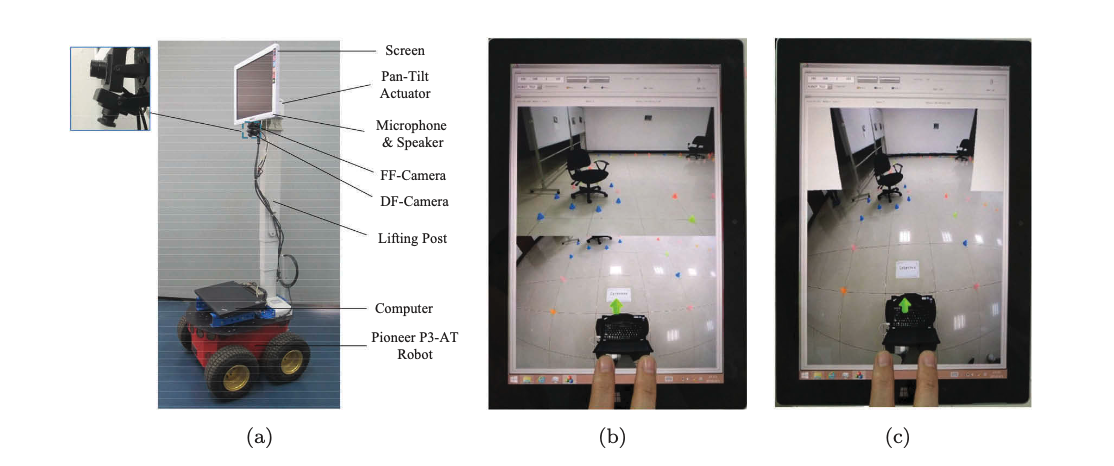 Screen
Pan-Tilt
Actuator
Microphone
& Speaker
FF-Camera
DF-Camera
Lifting Post
Computer
Pioneer P3-AT
Robot
(a)
(b)
(c)